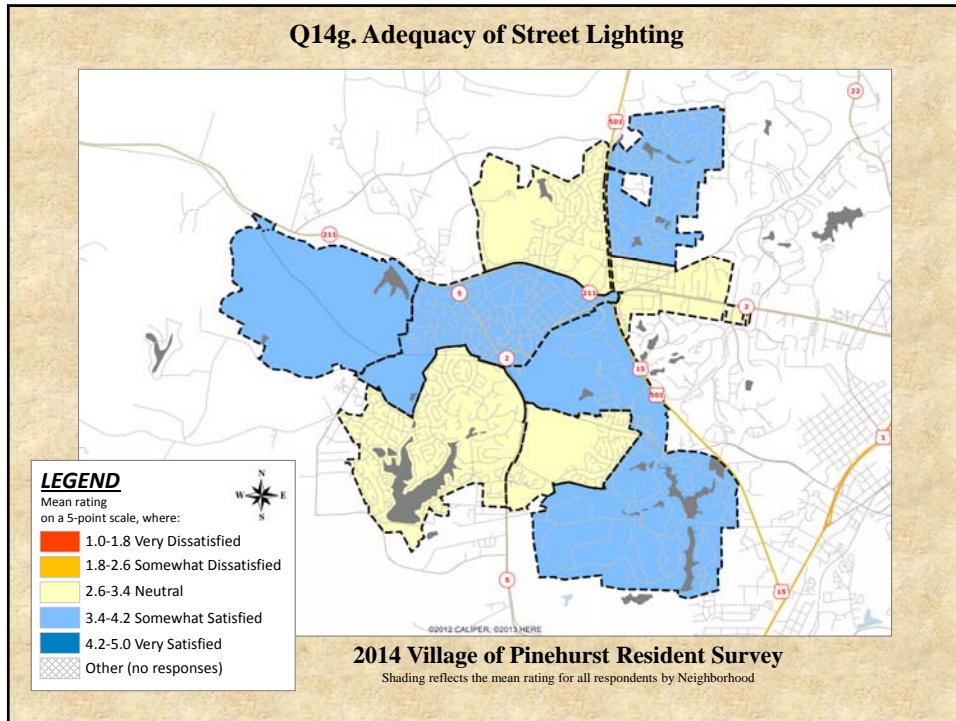 Q14g. Adequacy of Street Lighting
22
501
211
5
211
2
2
15
501
1
5
15
LEGEND
Mean rating
on a 5-point scale, where:
N
W E
S
1.0-1.8 Very Dissatisfied
1.8-2.6 Somewhat Dissatisfied
2.6-3.4 Neutral
3.4-4.2 Somewhat Satisfied
4.2-5.0 Very Satisfied
Other (no responses)
©2012 CALIPER, ©2013 HERE
2014 Village of Pinehurst Resident Survey
Shading reflects the mean rating for all respondents by Neighborhood